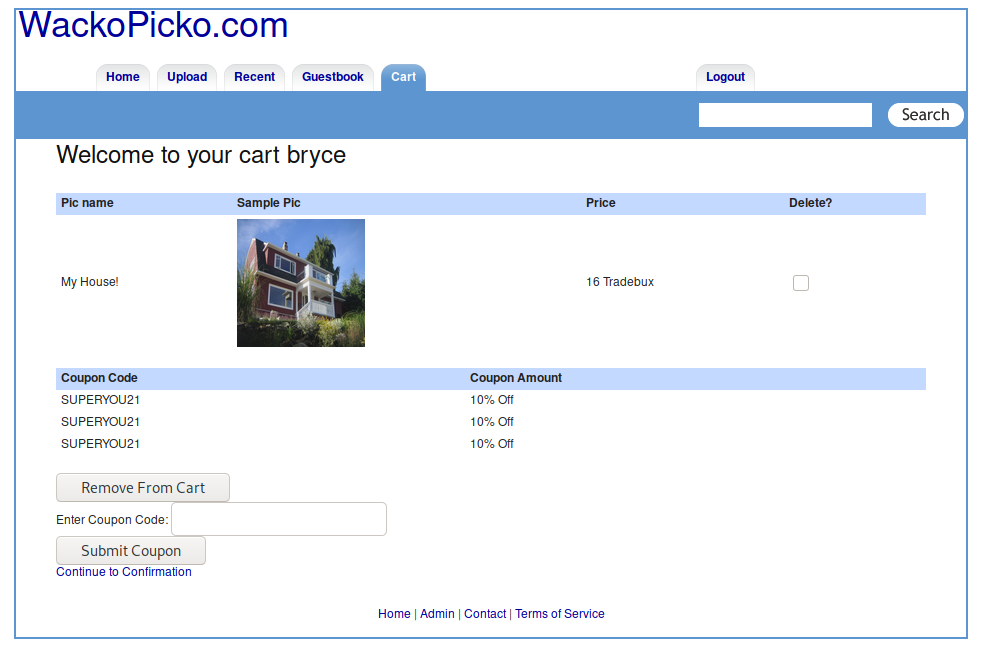 WackoPicko.com
Home Upload Recent Guestbook Cart Logout
Search
Welcome to your cart bryce
Pic name Sample Pic Price Delete?
My House! 16 Tradebux
Coupon Code Coupon Amount
SUPERYOU21 10% Off
SUPERYOU21 10% Off
SUPERYOU21 10% Off
Remove From Cart
Enter Coupon Code:
Submit Coupon
Continue to Confirmation
Home | Admin | Contact | Terms of Service